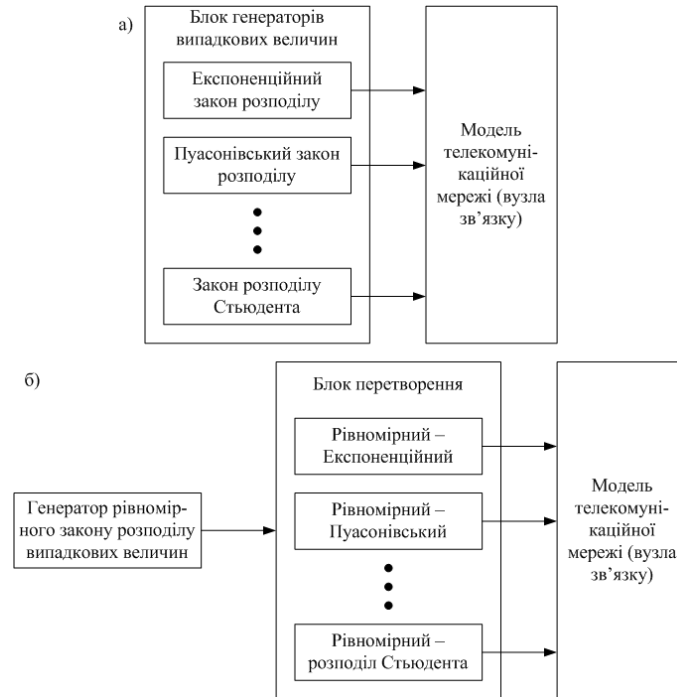 а)
Блок генераторів
випадкових величин
Експоненційний
закон розподілу
Пуасонівський закон
розподілу
Закон розподілу
Стьюдента
Модель
телекомуні-
каційної
мережі (вузла
зв’язку)
б)
Генератор рівномір-
ного закону розподілу
випадкових величин
Блок перетворення
Рівномірний –
Експоненційний
Рівномірний –
Пуасонівський
Рівномірний –
розподіл Стьюдента
Модель
телекомуні-
каційної
мережі (вузла
зв’язку)